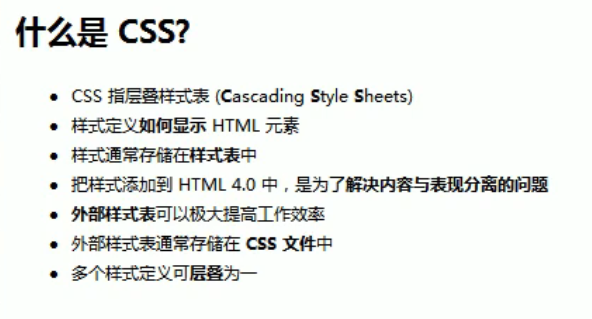 什么是 CSS?
CSS 指层叠样式表 (Cascading Style Sheets)
样式定义如何显示 HTML 元素
样式通常存储在样式表中
把样式添加到 HTML 4.0 中，是为了解决内容与表现分离的问题
外部样式表可以极大提高工作效率
外部样式表通常存储在 CSS 文件中
多个样式定义可层叠为一